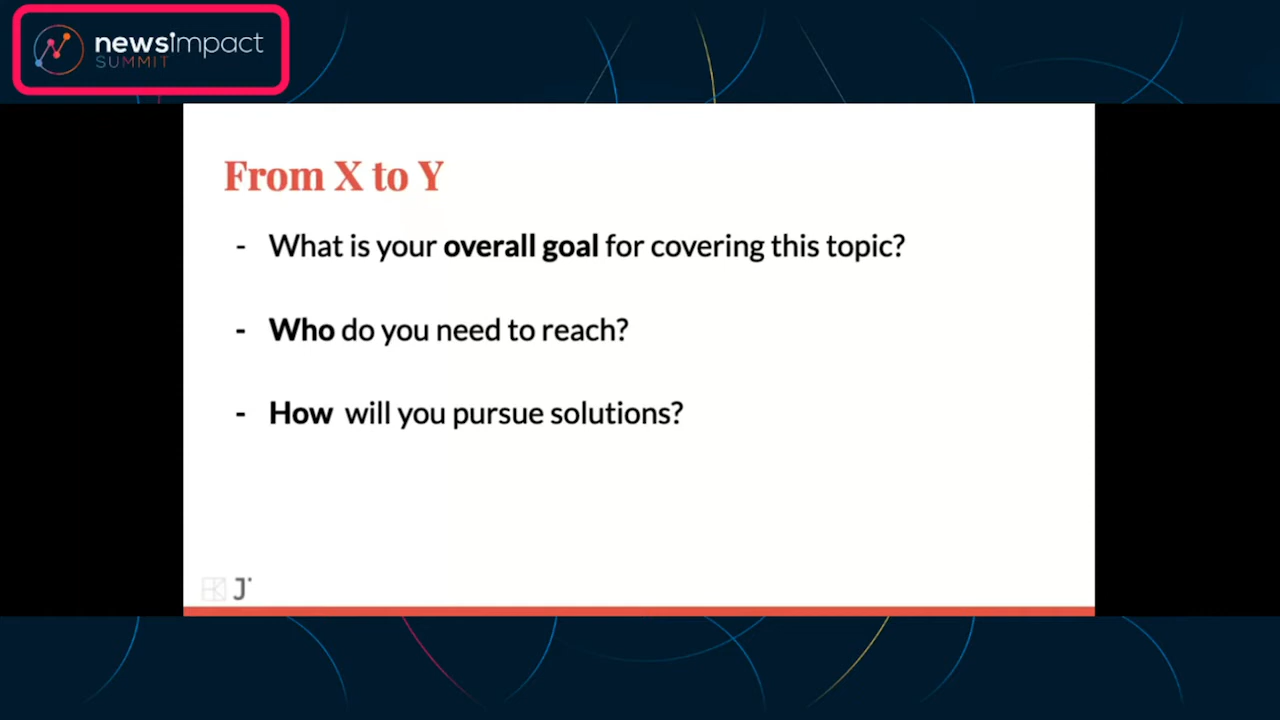 newsimpact
SUMMIT
From X to Y
- What is your overall goal for covering this topic?
- Who do you need to reach?
- How will you pursue solutions?
J